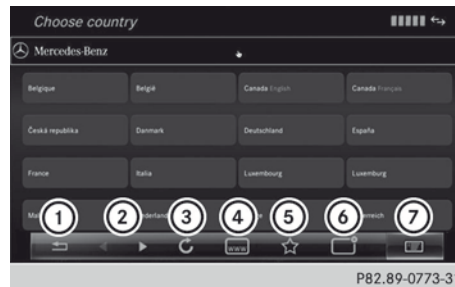 Choose country
Mercedes-Benz
Belgique België Canada English Canada Français
Česká republika Danmark Deutschland España
France Italia Luxembourg Luxemburg
1 2 3 4 5 6 7
www
P82.89-0773-31